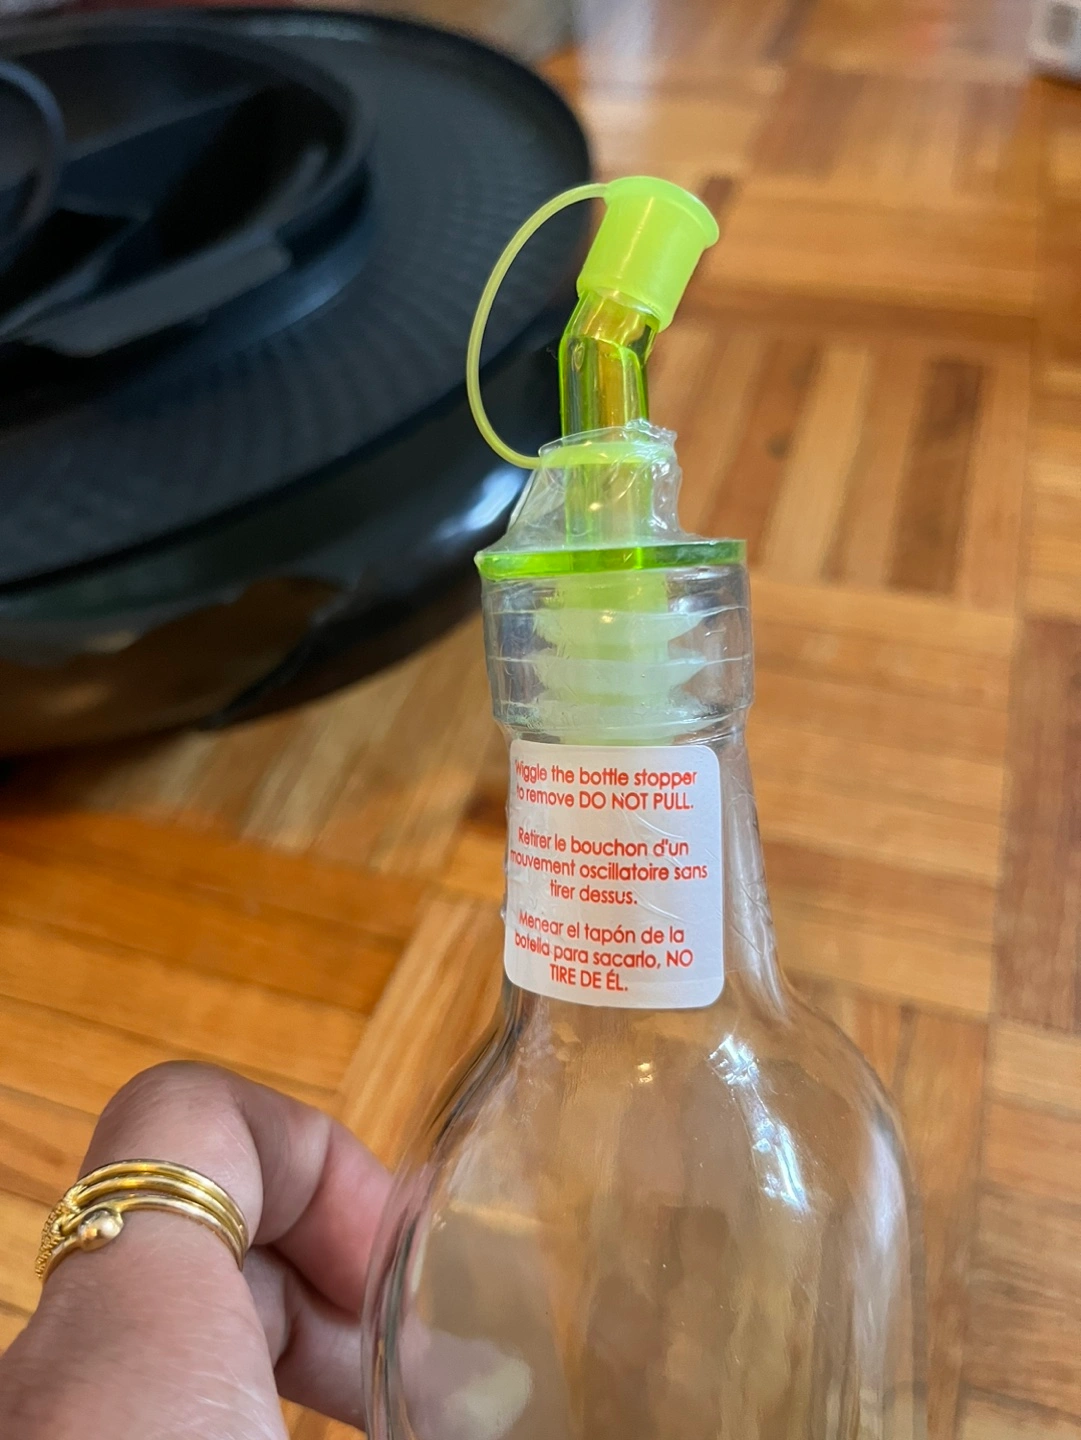 Wiggle the bottle stopper
to remove DO NOT PULL.
Retirer le bouchon d'un
mouvement oscillatoire sans
tirer dessus.
Menear el tapón de la
botella para sacarlo, NO
TIRE DE ÉL.